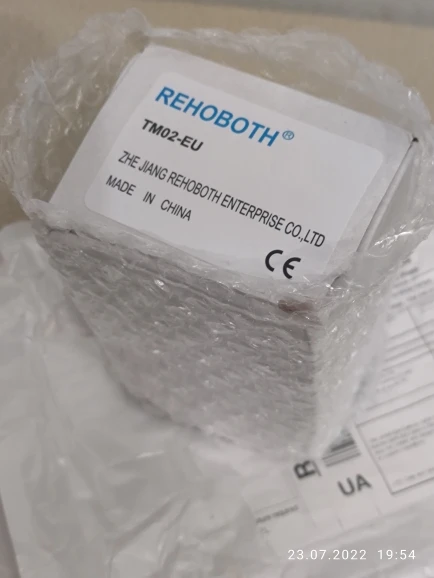 REHOBOTH®
TM02-EU
ZHE JIANG REHOBOTH ENTERPRISE CO.,LTD
MADE IN CHINA
CE
R
UA
23.07.2022 19:54